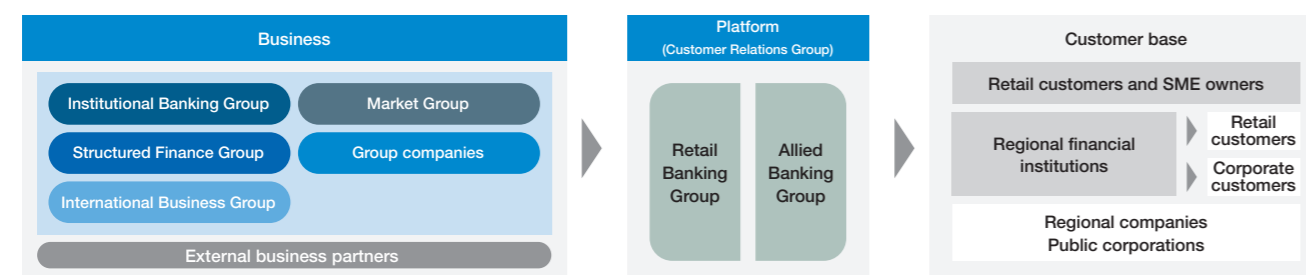 Business
Institutional Banking Group
Market Group
Structured Finance Group
Group companies
International Business Group
External business partners
Platform
(Customer Relations Group)
Retail
Banking
Group
Allied
Banking
Group
Customer base
Retail customers and SME owners
Regional financial
institutions
Retail
customers
Corporate
customers
Regional companies
Public corporations